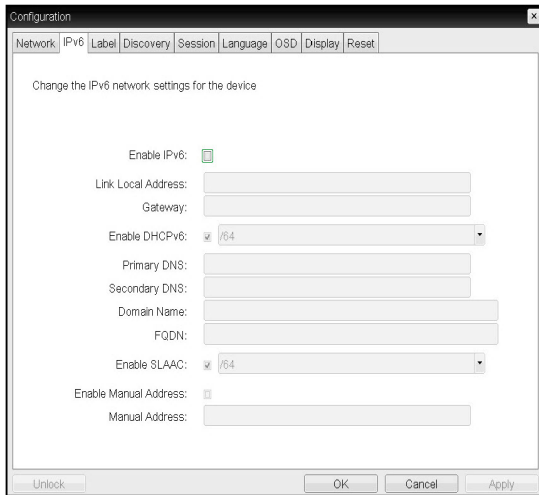 Configuration
Network IPv6 Label Discovery Session Language OSD Display Reset
Change the IPv6 network settings for the device
Enable IPv6:
Link Local Address:
Gateway:
Enable DHCPv6: /64
Primary DNS:
Secondary DNS:
Domain Name:
FQDN:
Enable SLAAC: /64
Enable Manual Address:
Manual Address:
Unlock OK Cancel Apply